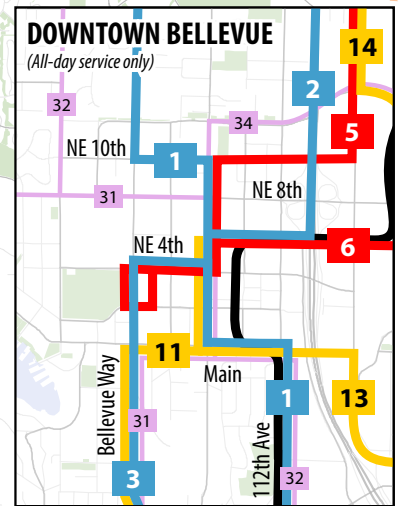 DOWNTOWN BELLEVUE
(All-day service only)
14
2
32
34
5
NE 10th
1
NE 8th
31
NE 4th
6
11
Main
Bellevue Way
1
13
31
112th Ave
3
32